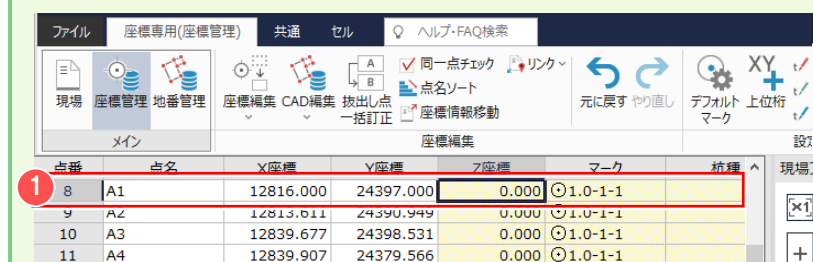 ファイル 座標専用(座標管理) 共通 セル ヘルプ・FAQ検索
現場 座標管理 地番管理 座標編集 CAD編集 抜出し点一括訂正 A B 同一点チェック リンク 点名ソート 座標情報移動 元に戻す やり直し デフォルトマーク XY 上位桁
メイン 座標編集
点番 点名 X座標 Y座標 Z座標 マーク 杭種 現場
1
8 A1 12816.000 24397.000 0.000 1.0-1-1
9 A2 12813.611 24390.949 0.000 1.0-1-1
10 A3 12839.677 24398.531 0.000 1.0-1-1
11 A4 12839.907 24379.566 0.000 1.0-1-1